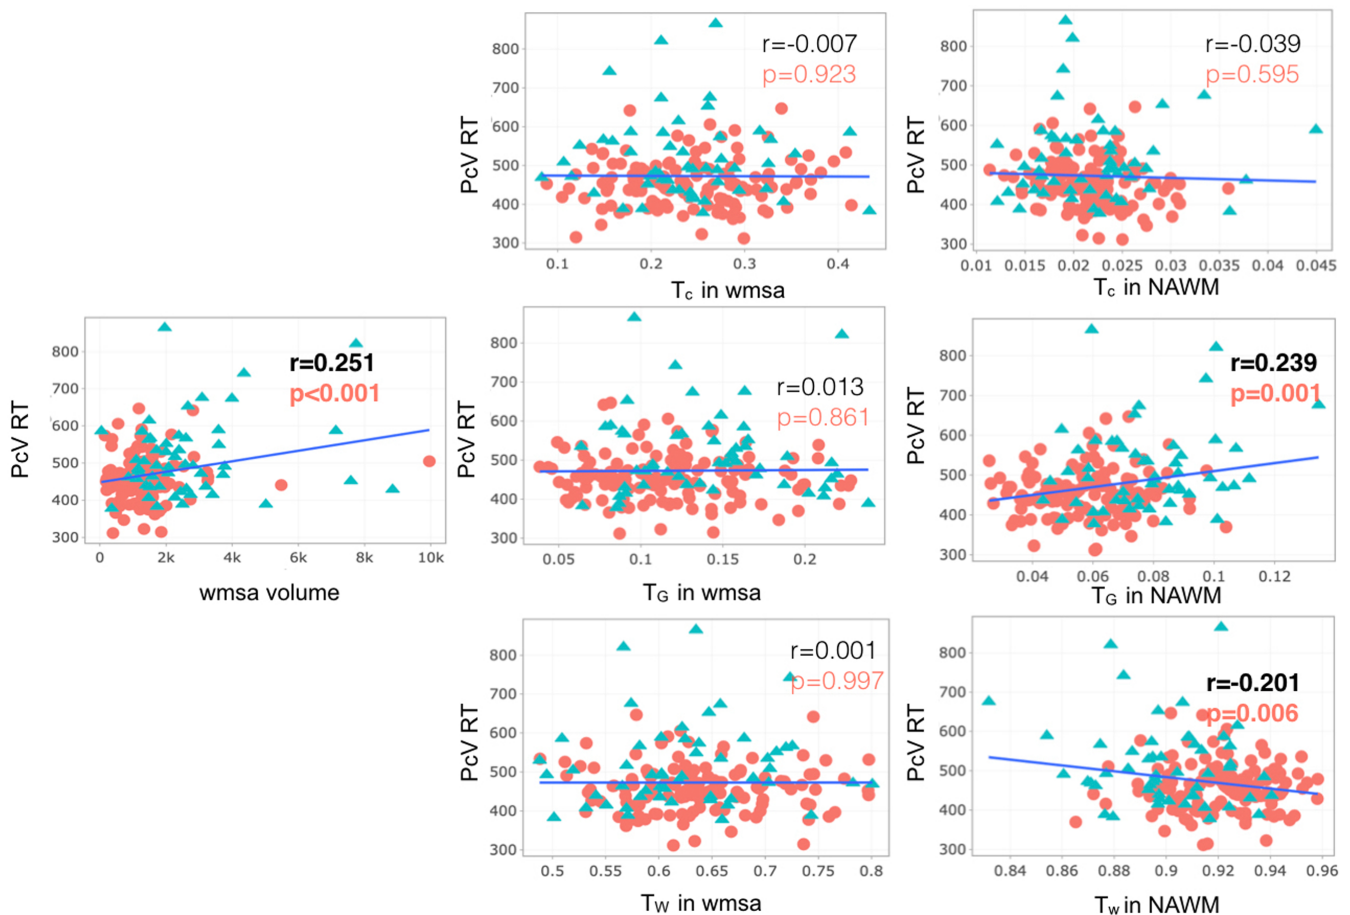 800
700
600
500
400
300
PcV RT
r=-0.007
p=0.923
0.1 0.2 0.3 0.4
Tc in wmsa
800
700
600
500
400
300
PcV RT
r=-0.039
p=0.595
0.01 0.015 0.02 0.025 0.03 0.035 0.04 0.045
Tc in NAWM
800
700
600
500
400
300
PcV RT
r=0.251
p<0.001
0 2k 4k 6k 8k 10k
wmsa volume
800
700
600
500
400
300
PcV RT
r=0.013
p=0.861
0.05 0.1 0.15 0.2
TG in wmsa
800
700
600
500
400
300
PcV RT
r=0.239
p=0.001
0.04 0.06 0.08 0.1 0.12
TG in NAWM
800
700
600
500
400
300
PcV RT
r=0.001
p=0.997
0.5 0.55 0.6 0.65 0.7 0.75 0.8
TW in wmsa
800
700
600
500
400
300
PcV RT
r=-0.201
p=0.006
0.84 0.86 0.88 0.9 0.92 0.94 0.96
Tw in NAWM